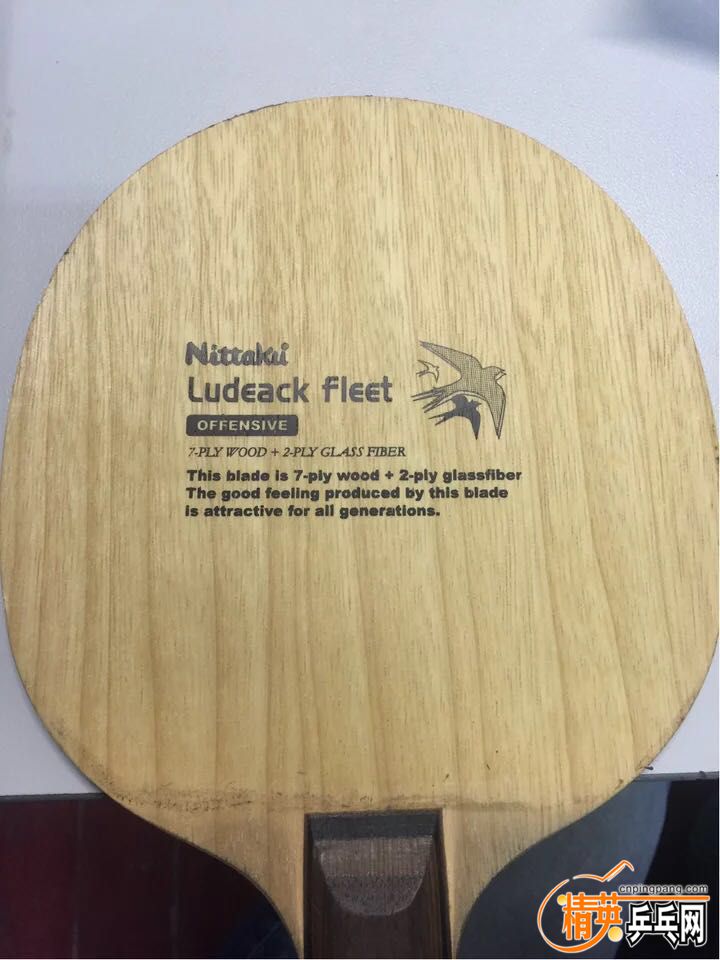 Nittaku
Ludeack fleet
OFFENSIVE
7-PLY WOOD + 2-PLY GLASS FIBER
This blade is 7-ply wood + 2-ply glassfiber
The good feeling produced by this blade
is attractive for all generations.
cnpingpang.com
精英乒乓网